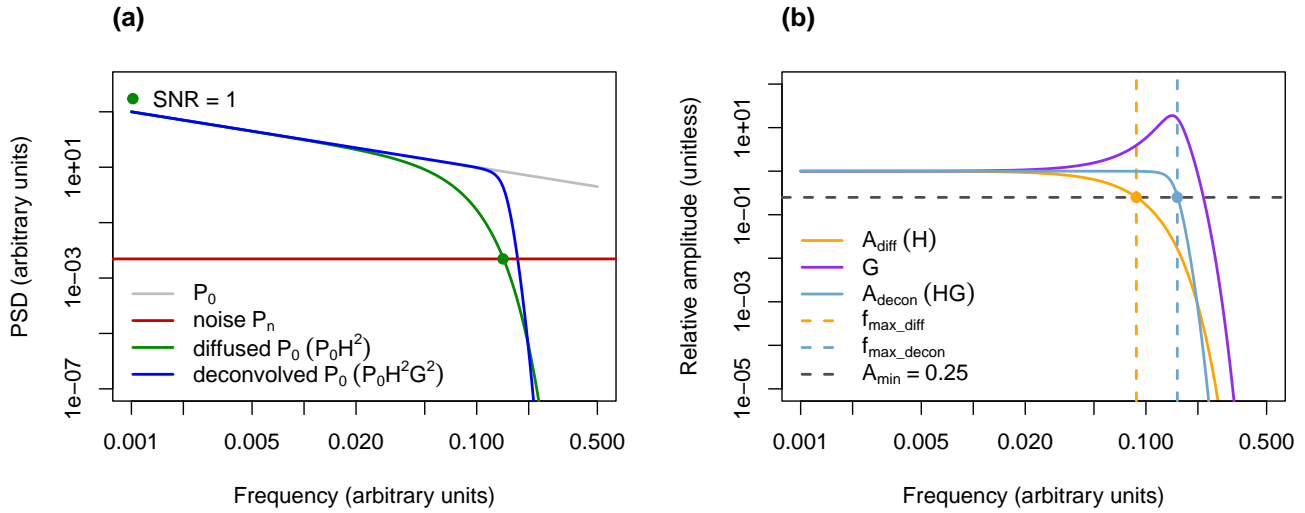 (a)
PSD (arbitrary units)
1e+01
1e−03
1e−07
SNR = 1
P0
noise Pn
diffused P0 (P0H2)
deconvolved P0 (P0H2G2)
0.001 0.005 0.020 0.100 0.500
Frequency (arbitrary units)
(b)
Relative amplitude (unitless)
1e+01
1e−01
1e−03
1e−05
Adiff (H)
G
Adecon (HG)
fmax_diff
fmax_decon
Amin = 0.25
0.001 0.005 0.020 0.100 0.500
Frequency (arbitrary units)